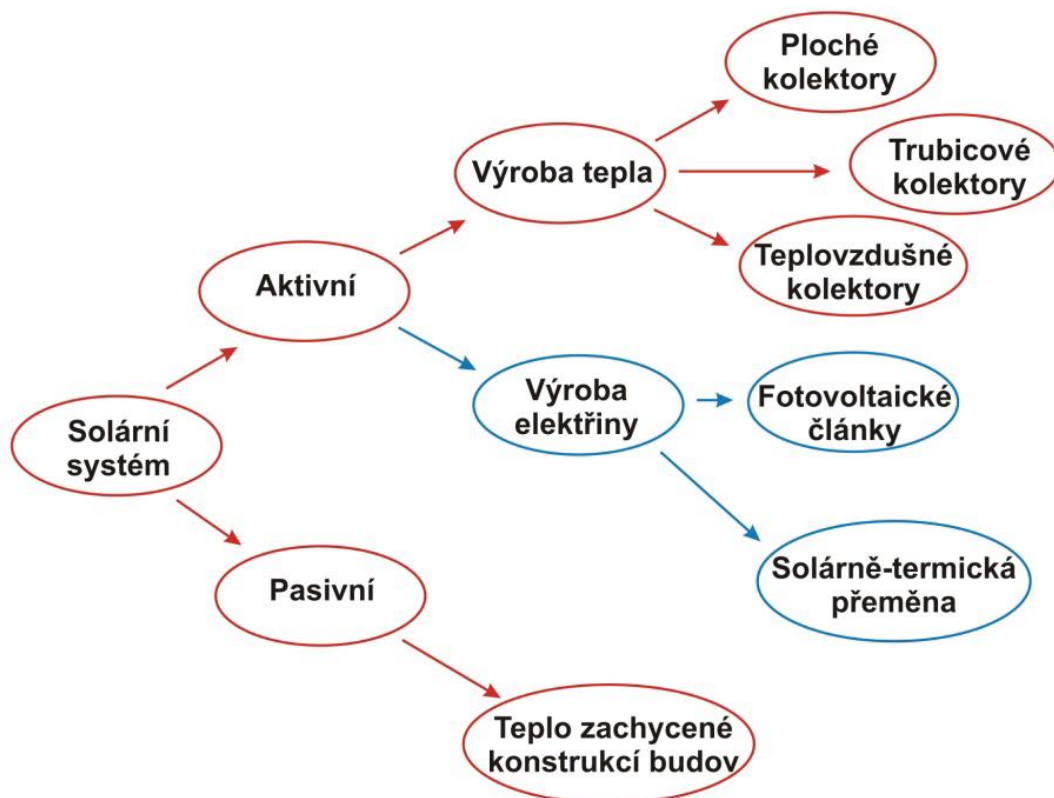 Ploché
kolektory
Výroba tepla
Trubicové
kolektory
Teplovzdušné
kolektory
Aktivní
Výroba
elektřiny
Fotovoltaické
články
Solární
systém
Solárně-termická
přeměna
Pasivní
Teplo zachycené
konstrukcí budov